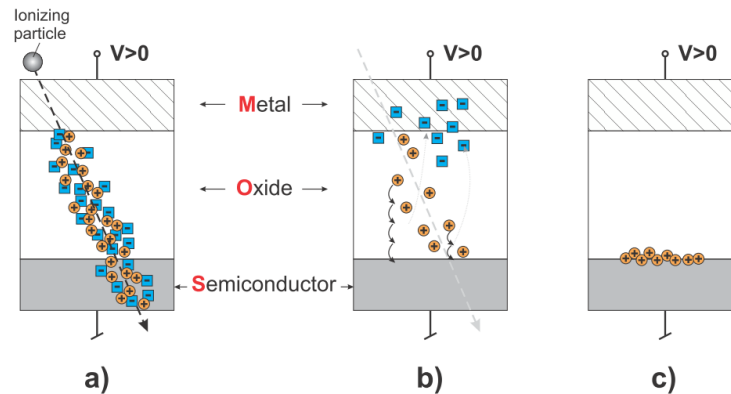 Ionizing
particle
V>0
V>0
V>0
Metal
Oxide
Semiconductor
a)
b)
c)